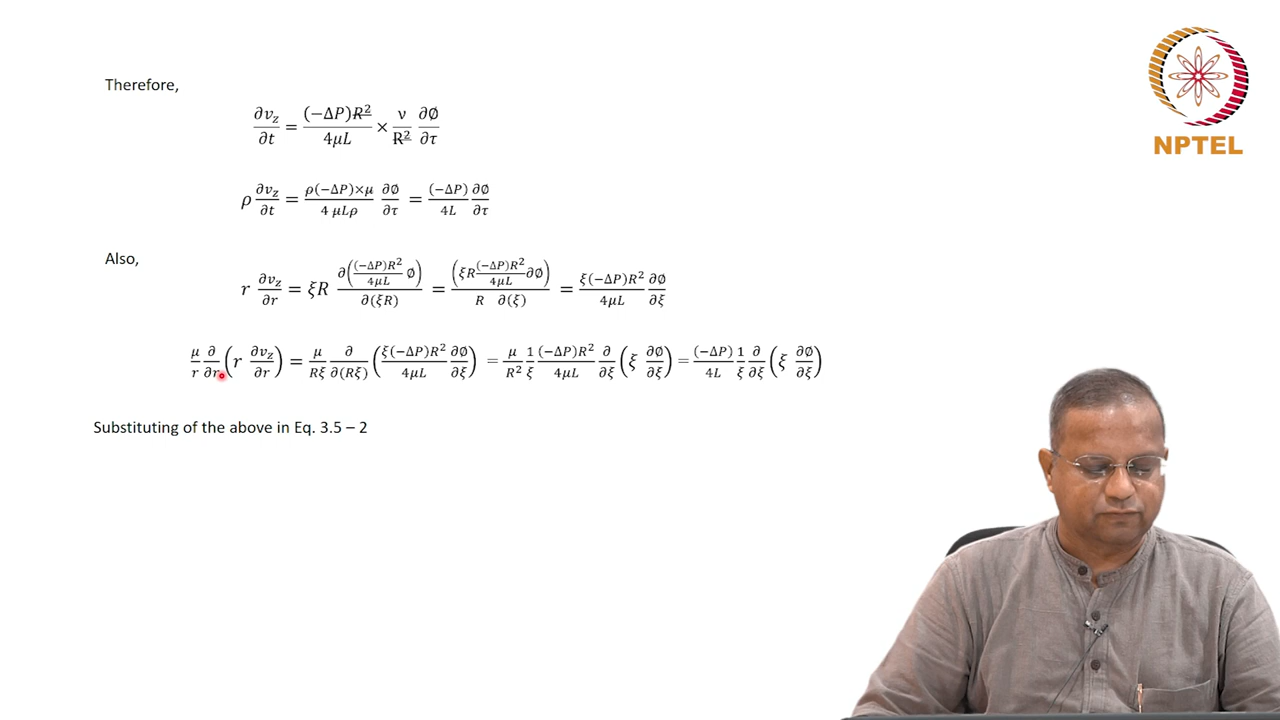 Therefore,
∂v_z/∂t = (−ΔP)R²/4μL × ν/R² ∂Ø/∂τ
ρ ∂v_z/∂t = ρ(−ΔP)×μ/4 μLρ ∂Ø/∂τ = (−ΔP)/4L ∂Ø/∂τ
Also,
r ∂v_z/∂r = ξR ∂((−ΔP)R²/4μL Ø)/∂(ξR) = (ξR (−ΔP)R²/4μL ∂Ø)/R ∂(ξ) = ξ(−ΔP)R²/4μL ∂Ø/∂ξ
μ/r ∂/∂r (r ∂v_z/∂r) = μ/Rξ ∂/∂(Rξ) (ξ(−ΔP)R²/4μL ∂Ø/∂ξ) = μ/R² 1/ξ (−ΔP)R²/4μL ∂/∂ξ (ξ ∂Ø/∂ξ) = (−ΔP)/4L 1/ξ ∂/∂ξ (ξ ∂Ø/∂ξ)
Substituting of the above in Eq. 3.5 – 2
NPTEL